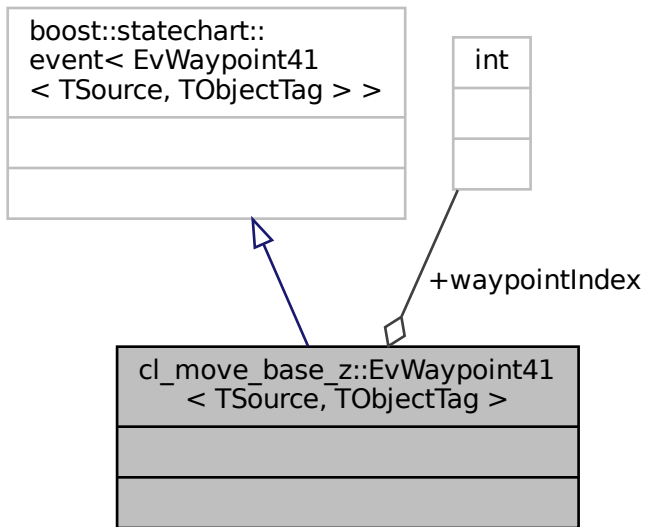 boost::statechart::
event< EvWaypoint41
< TSource, TObjectTag > >
int
+waypointIndex
cl_move_base_z::EvWaypoint41
< TSource, TObjectTag >